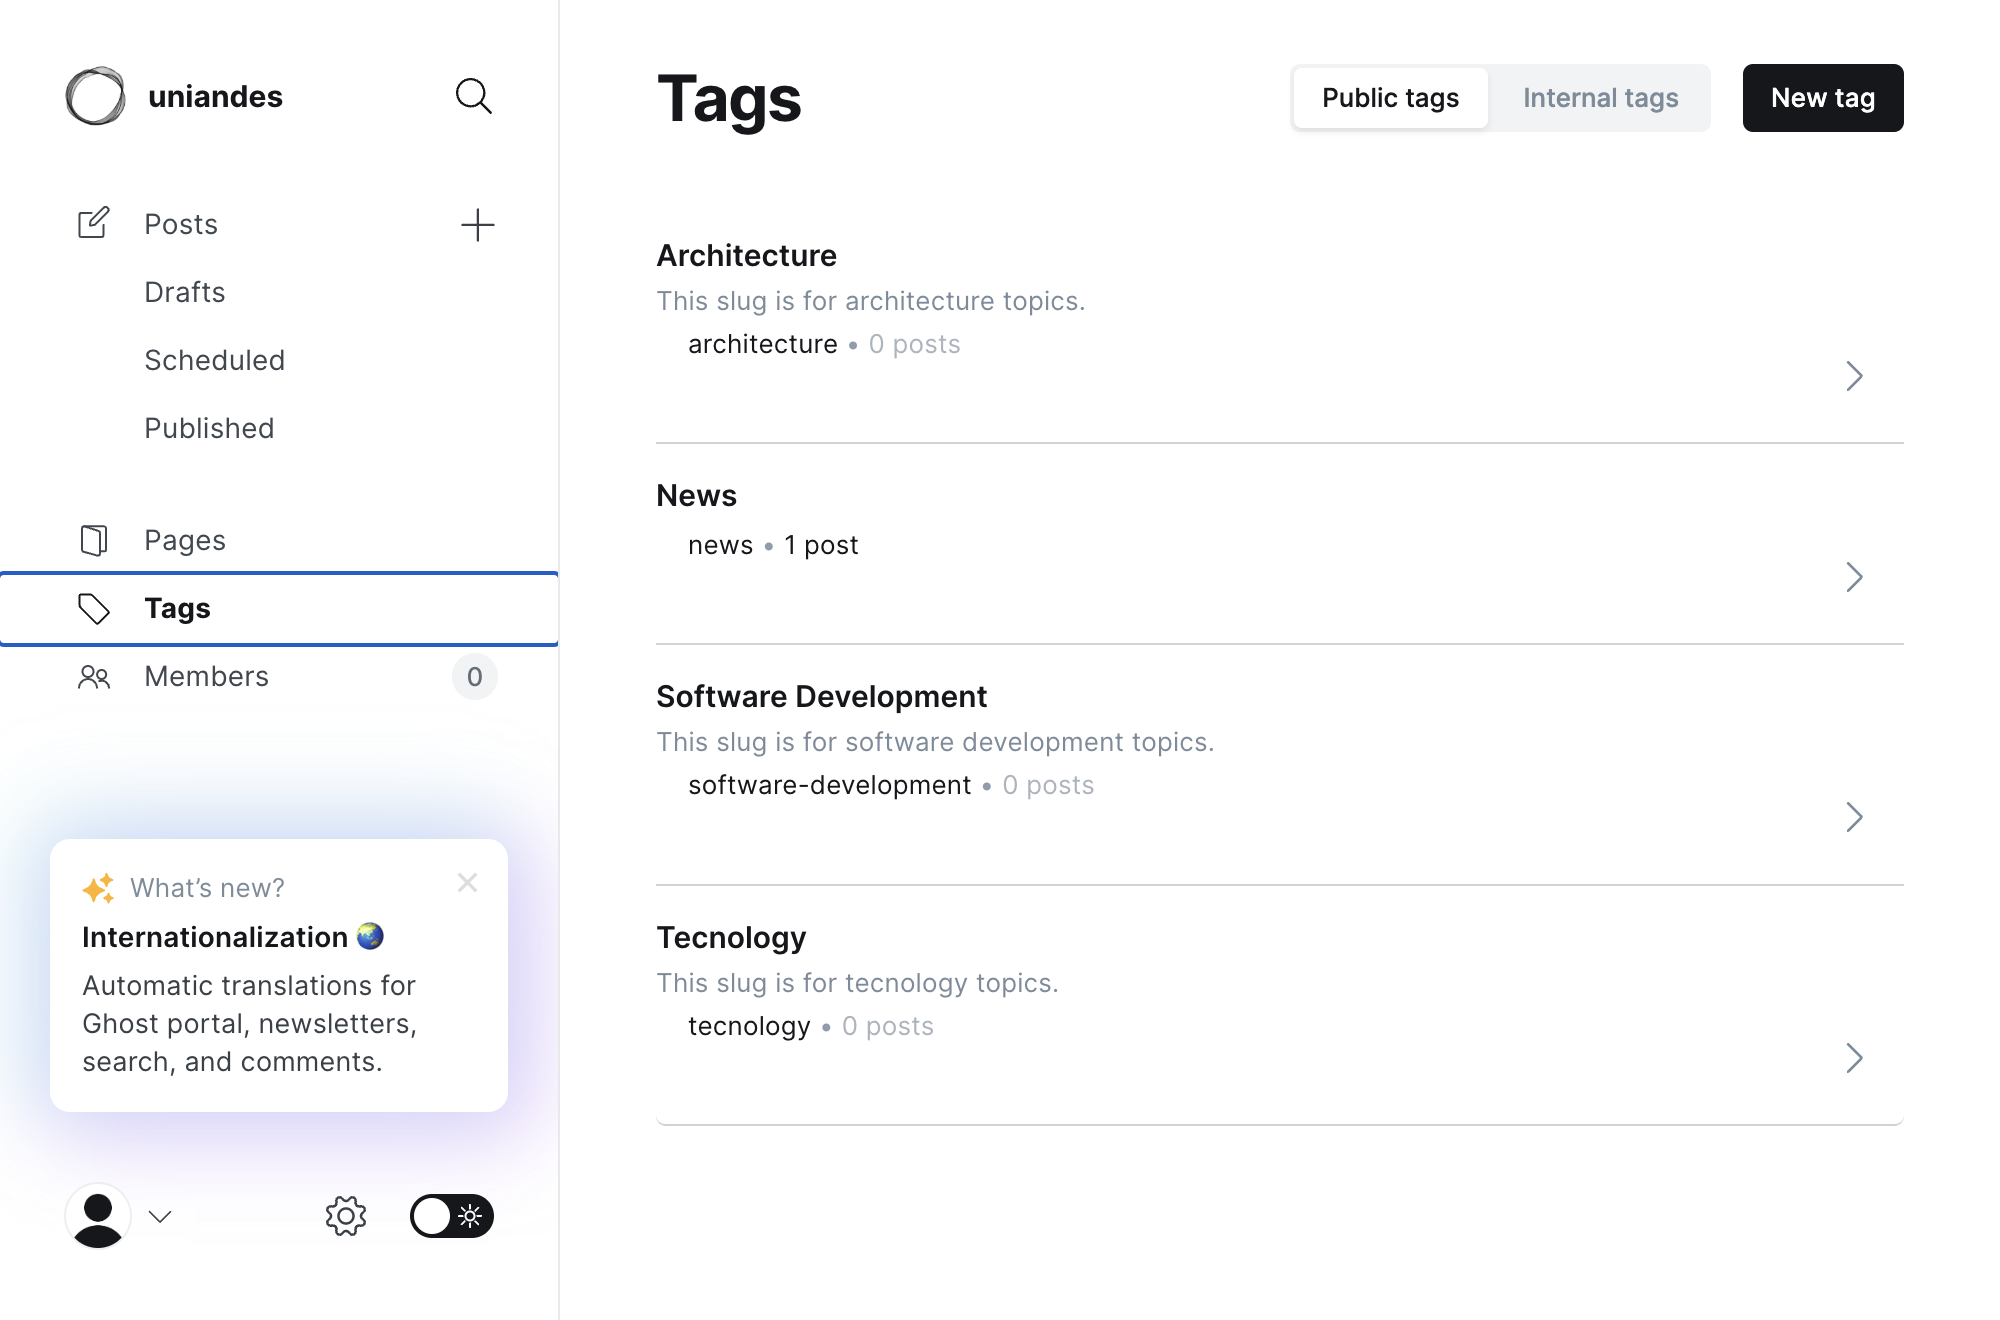 uniandes
Posts
Drafts
Scheduled
Published
Pages
Tags
Members
0
What's new?
Internationalization
Automatic translations for
Ghost portal, newsletters,
search, and comments.
Tags
Public tags
Internal tags
New tag
Architecture
This slug is for architecture topics.
architecture • 0 posts
News
news • 1 post
Software Development
This slug is for software development topics.
software-development • 0 posts
Tecnology
This slug is for tecnology topics.
tecnology • 0 posts